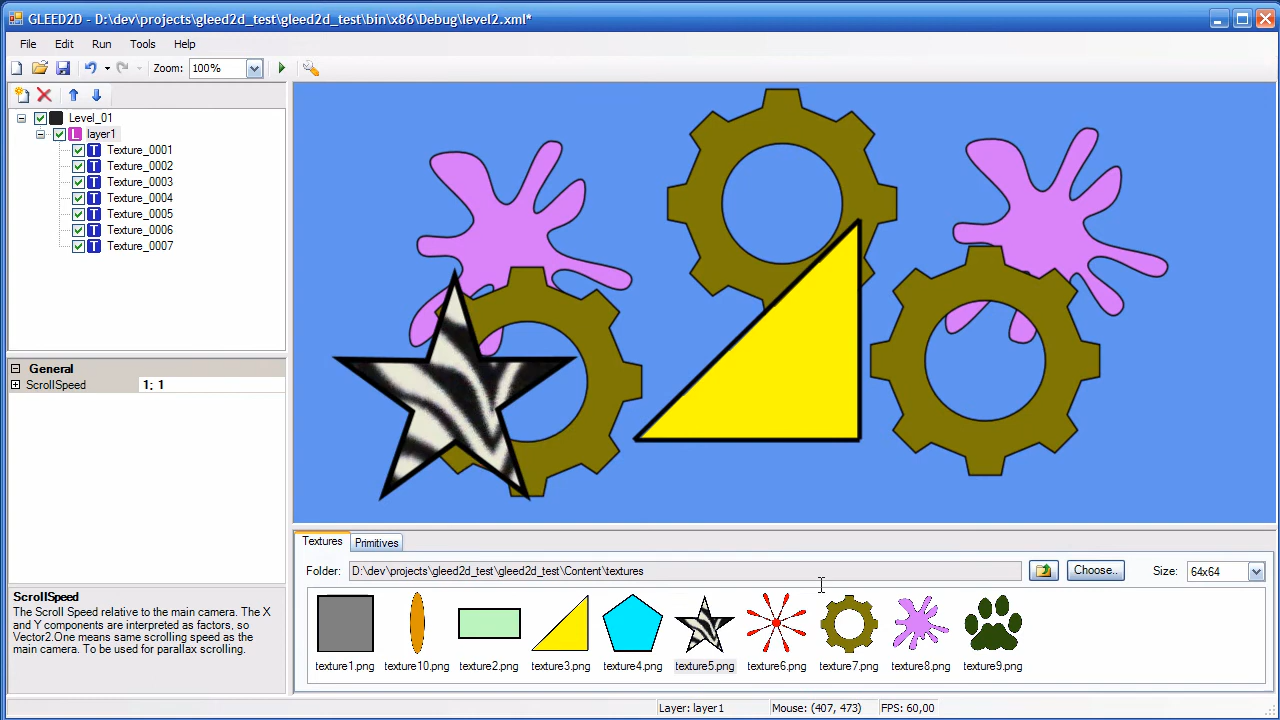 GLEED2D - D:\dev\projects\gleed2d_test\gleed2d_test\bin\x86\Debug\level2.xml*
File Edit Run Tools Help
Zoom: 100%
Level_01
L layer1
T Texture_0001
T Texture_0002
T Texture_0003
T Texture_0004
T Texture_0005
T Texture_0006
T Texture_0007
General
ScrollSpeed 1; 1
ScrollSpeed
The Scroll Speed relative to the main camera. The X
and Y components are interpreted as factors, so
Vector2.One means same scrolling speed as the
main camera. To be used for parallax scrolling.
Textures Primitives
Folder: D:\dev\projects\gleed2d_test\gleed2d_test\Content\textures Choose.. Size: 64x64
texture1.png texture10.png texture2.png texture3.png texture4.png texture5.png texture6.png texture7.png texture8.png texture9.png
Layer: layer1 Mouse: (407, 473) FPS: 60,00